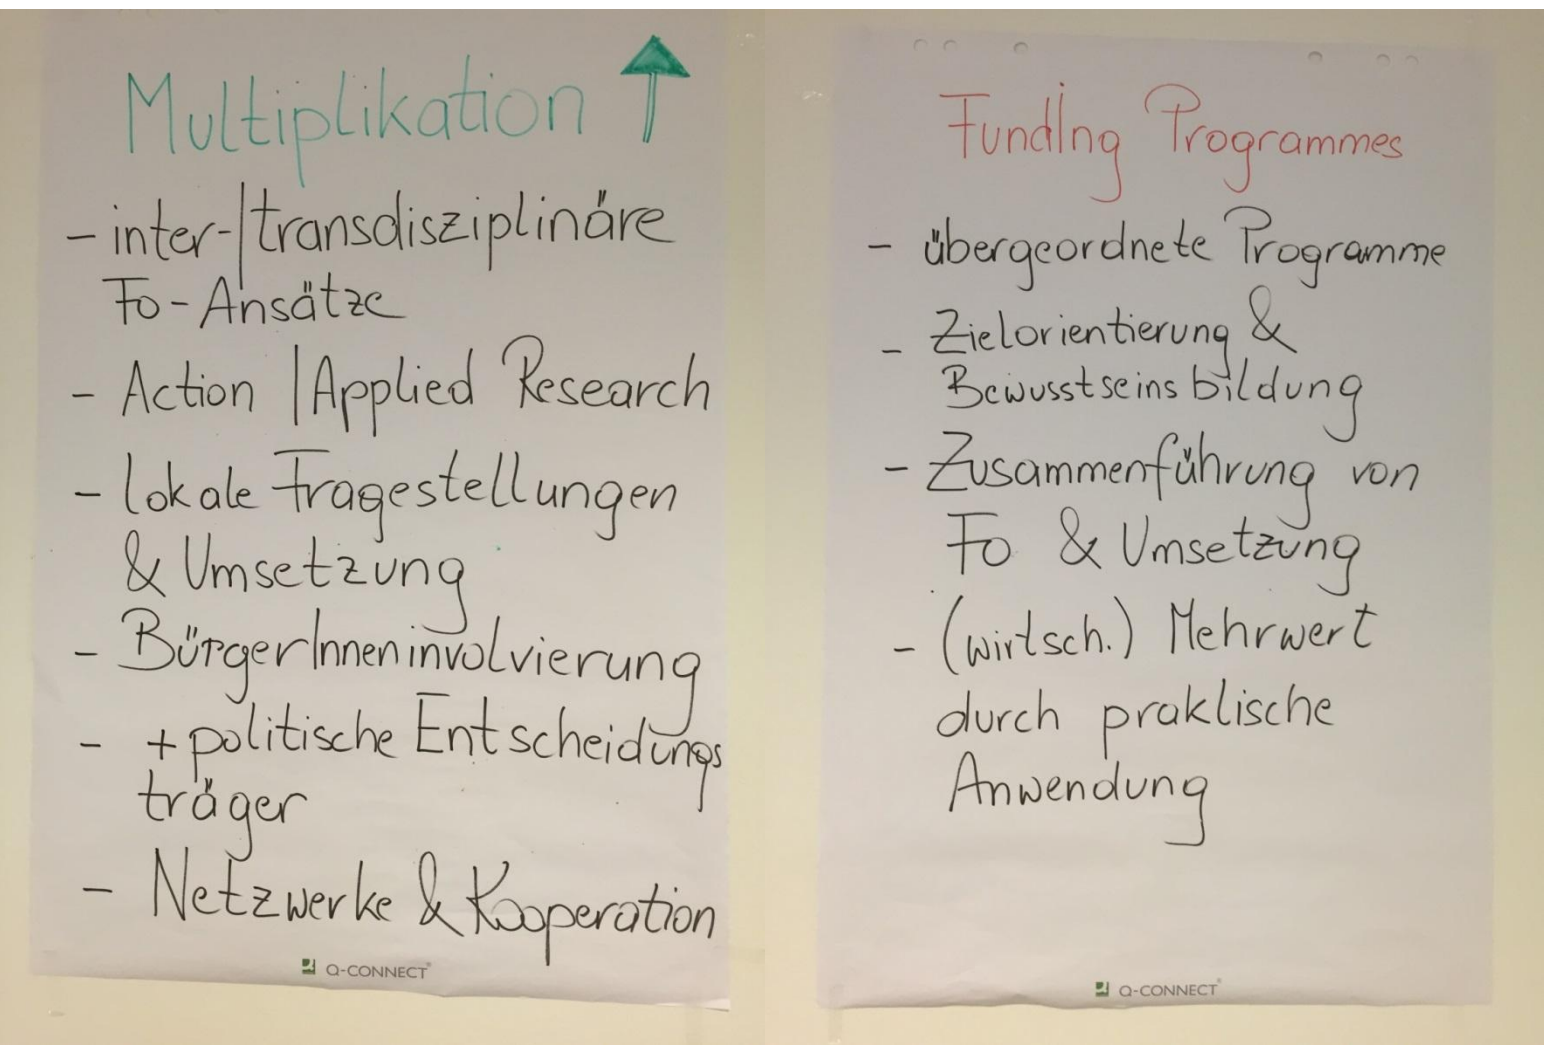 Multiplikation ↑
- inter-/transdisziplinäre
Fo-Ansätze
- Action / Applied Research
- lokale Fragestellungen
& Umsetzung
- BürgerInneninvolvierung
- + politische Entscheidungs
träger
- Netzwerke & Kooperation
Q-CONNECT®
Funding Programmes
- übergeordnete Programme
- Zielorientierung &
Bewusstseinsbildung
- Zusammenführung von
Fo & Umsetzung
- (wirtsch.) Mehrwert
durch praktische
Anwendung
Q-CONNECT®